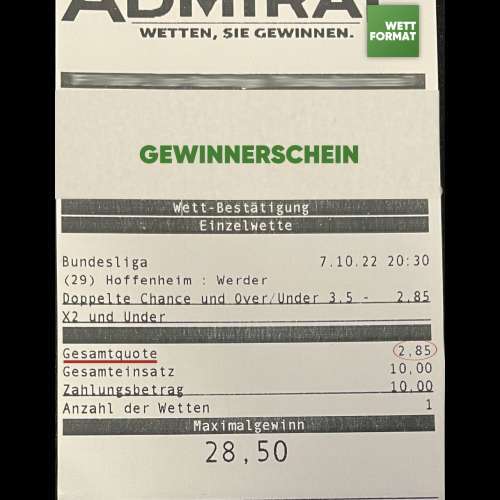 ADMIRAL
WETTEN, SIE GEWINNEN.
WETT
FORMAT
GEWINNERSCHEIN
Wett-Bestätigung
Einzelwette
Bundesliga 7.10.22 20:30
(29) Hoffenheim : Werder
Doppelte Chance und Over/Under 3.5 - 2,85
X2 und Under
Gesamtquote 2,85
Gesamteinsatz 10,00
Zahlungsbetrag 10,00
Anzahl der Wetten 1
Maximalgewinn
28,50